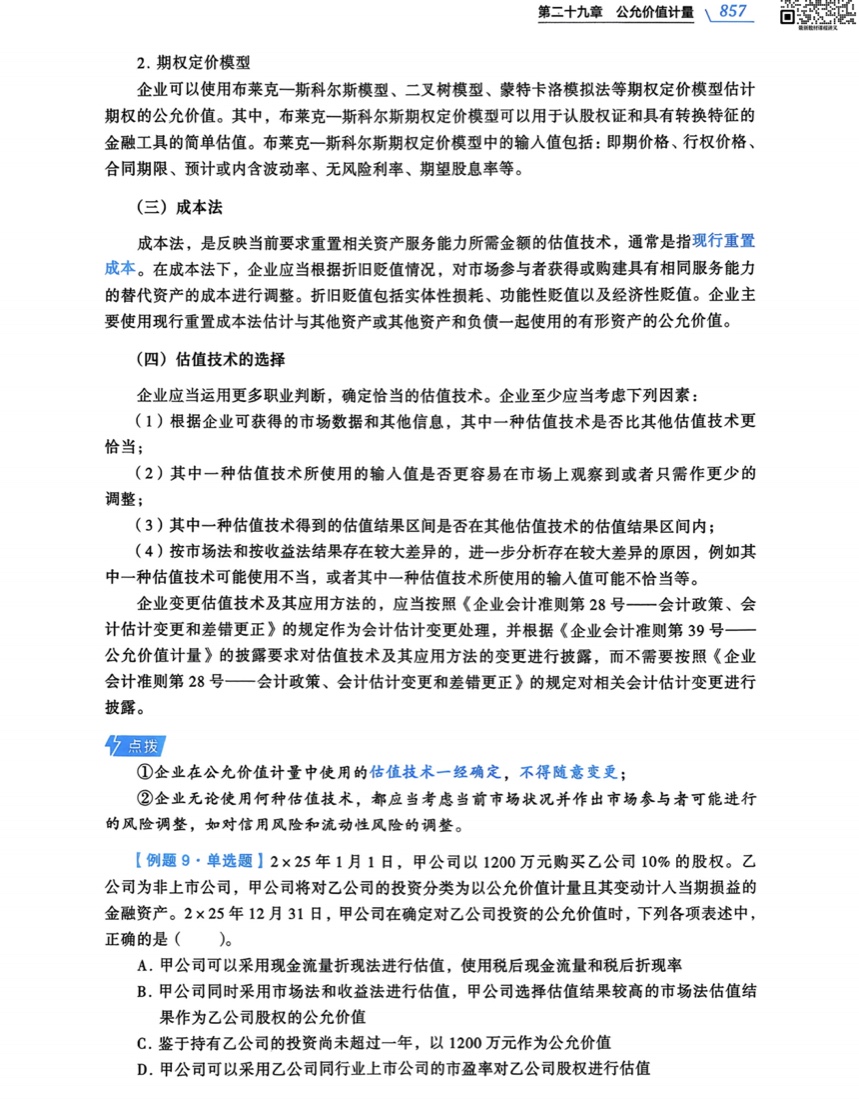 第二十九章　公允价值计量 857
2. 期权定价模型
企业可以使用布莱克—斯科尔斯模型、二叉树模型、蒙特卡洛模拟法等期权定价模型估计
期权的公允价值。其中，布莱克—斯科尔斯期权定价模型可以用于认股权证和具有转换特征的
金融工具的简单估值。布莱克—斯科尔斯期权定价模型中的输入值包括：即期价格、行权价格、
合同期限、预计或内含波动率、无风险利率、期望股息率等。
（三）成本法
成本法，是反映当前要求重置相关资产服务能力所需金额的估值技术，通常是指现行重置
成本。在成本法下，企业应当根据折旧贬值情况，对市场参与者获得或购建具有相同服务能力
的替代资产的成本进行调整。折旧贬值包括实体性损耗、功能性贬值以及经济性贬值。企业主
要使用现行重置成本法估计与其他资产或其他资产和负债一起使用的有形资产的公允价值。
（四）估值技术的选择
企业应当运用更多职业判断，确定恰当的估值技术。企业至少应当考虑下列因素：
（1）根据企业可获得的市场数据和其他信息，其中一种估值技术是否比其他估值技术更
恰当；
（2）其中一种估值技术所使用的输入值是否更容易在市场上观察到或者只需作更少的
调整；
（3）其中一种估值技术得到的估值结果区间是否在其他估值技术的估值结果区间内；
（4）按市场法和按收益法结果存在较大差异的，进一步分析存在较大差异的原因，例如其
中一种估值技术可能使用不当，或者其中一种估值技术所使用的输入值可能不恰当等。
企业变更估值技术及其应用方法的，应当按照《企业会计准则第 28 号——会计政策、会
计估计变更和差错更正》的规定作为会计估计变更处理，并根据《企业会计准则第 39 号——
公允价值计量》的披露要求对估值技术及其应用方法的变更进行披露，而不需要按照《企业
会计准则第 28 号——会计政策、会计估计变更和差错更正》的规定对相关会计估计变更进行
披露。
点拨
①企业在公允价值计量中使用的估值技术一经确定，不得随意变更；
②企业无论使用何种估值技术，都应当考虑当前市场状况并作出市场参与者可能进行
的风险调整，如对信用风险和流动性风险的调整。
【例题 9·单选题】2×25 年 1 月 1 日，甲公司以 1200 万元购买乙公司 10% 的股权。乙
公司为非上市公司，甲公司将对乙公司的投资分类为以公允价值计量且其变动计入当期损益的
金融资产。2×25 年 12 月 31 日，甲公司在确定对乙公司投资的公允价值时，下列各项表述中，
正确的是（　　）。
A. 甲公司可以采用现金流量折现法进行估值，使用税后现金流量和税后折现率
B. 甲公司同时采用市场法和收益法进行估值，甲公司选择估值结果较高的市场法估值结
果作为乙公司股权的公允价值
C. 鉴于持有乙公司的投资尚未超过一年，以 1200 万元作为公允价值
D. 甲公司可以采用乙公司同行业上市公司的市盈率对乙公司股权进行估值